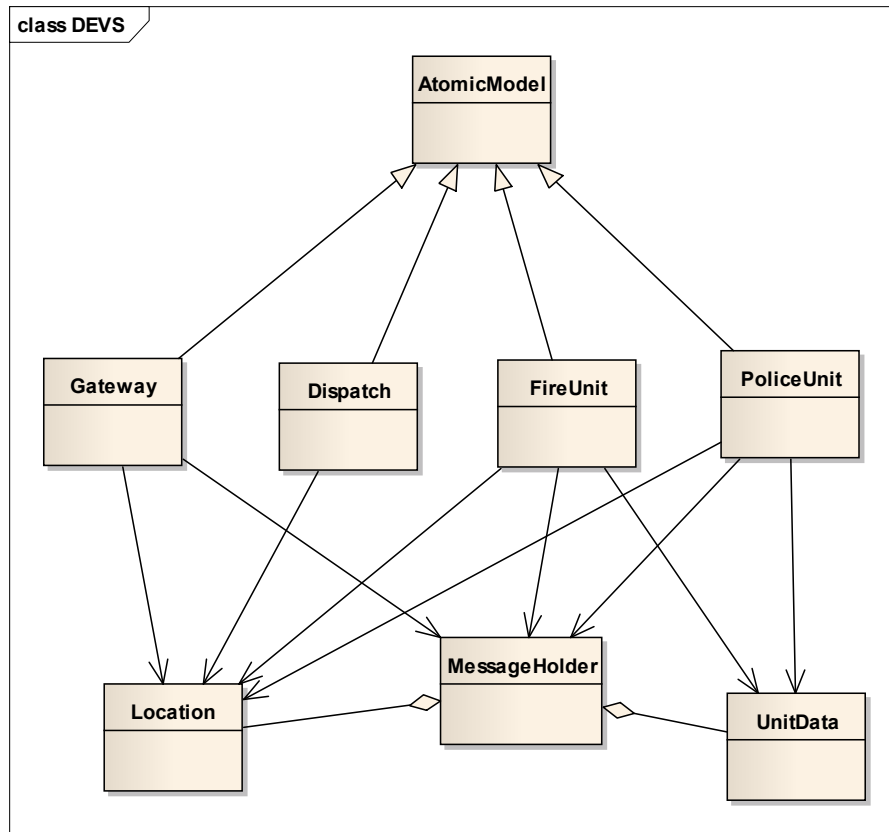 class DEVS
AtomicModel
Gateway
Dispatch
FireUnit
PoliceUnit
Location
MessageHolder
UnitData